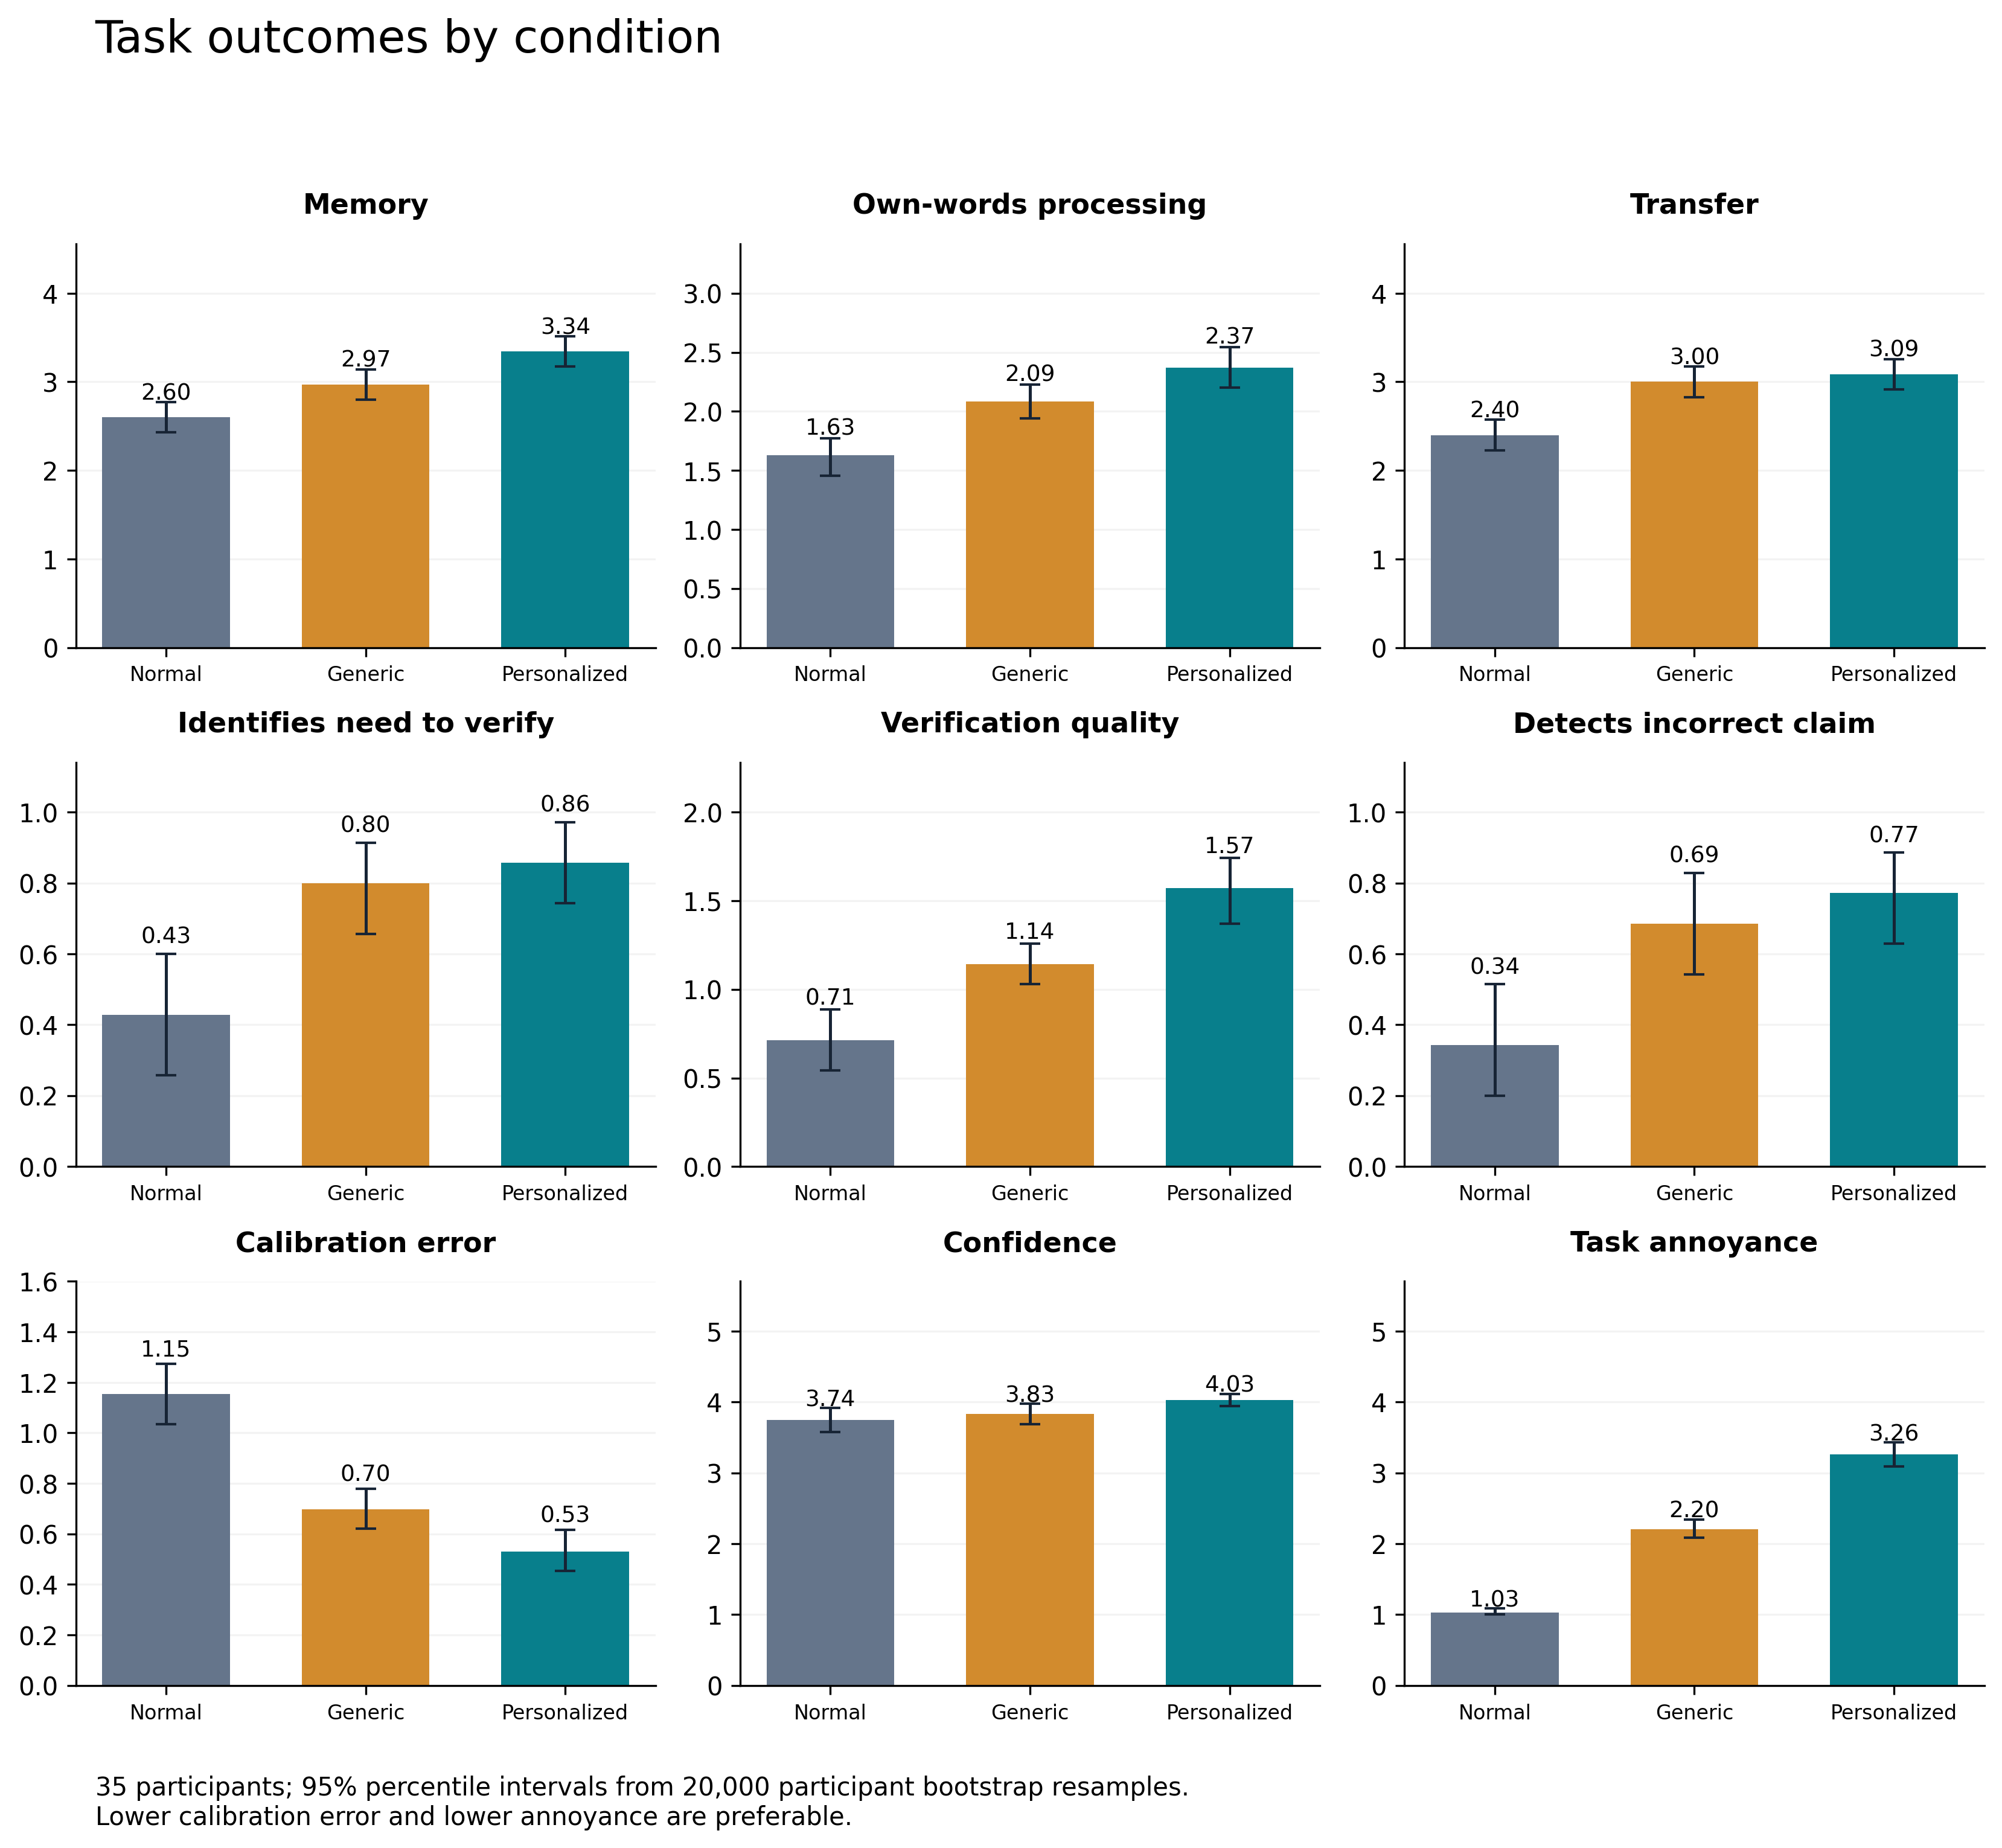 Task outcomes by condition
Memory
4
3
2
1
0
2.60
2.97
3.34
Normal
Generic
Personalized
Own-words processing
3.0
2.5
2.0
1.5
1.0
0.5
0.0
1.63
2.09
2.37
Normal
Generic
Personalized
Transfer
4
3
2
1
0
2.40
3.00
3.09
Normal
Generic
Personalized
Identifies need to verify
1.0
0.8
0.6
0.4
0.2
0.0
0.43
0.80
0.86
Normal
Generic
Personalized
Verification quality
2.0
1.5
1.0
0.5
0.0
0.71
1.14
1.57
Normal
Generic
Personalized
Detects incorrect claim
1.0
0.8
0.6
0.4
0.2
0.0
0.34
0.69
0.77
Normal
Generic
Personalized
Calibration error
1.6
1.4
1.2
1.0
0.8
0.6
0.4
0.2
0.0
1.15
0.70
0.53
Normal
Generic
Personalized
Confidence
5
4
3
2
1
0
3.74
3.83
4.03
Normal
Generic
Personalized
Task annoyance
5
4
3
2
1
0
1.03
2.20
3.26
Normal
Generic
Personalized
35 participants; 95% percentile intervals from 20,000 participant bootstrap resamples.
Lower calibration error and lower annoyance are preferable.